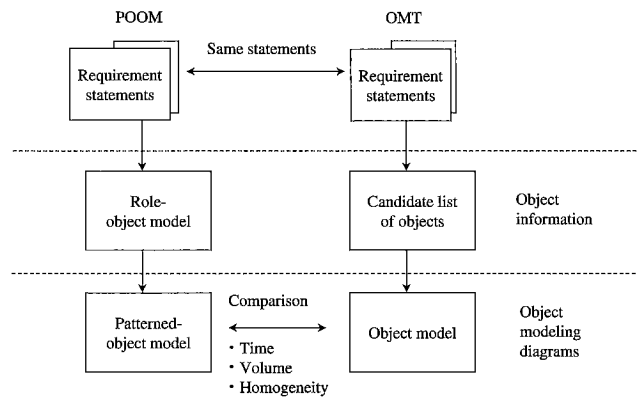 POOM
OMT
Same statements
Requirement
statements
Requirement
statements
Role-
object model
Candidate list
of objects
Object
information
Patterned-
object model
Comparison
・Time
・Volume
・Homogeneity
Object model
Object
modeling
diagrams